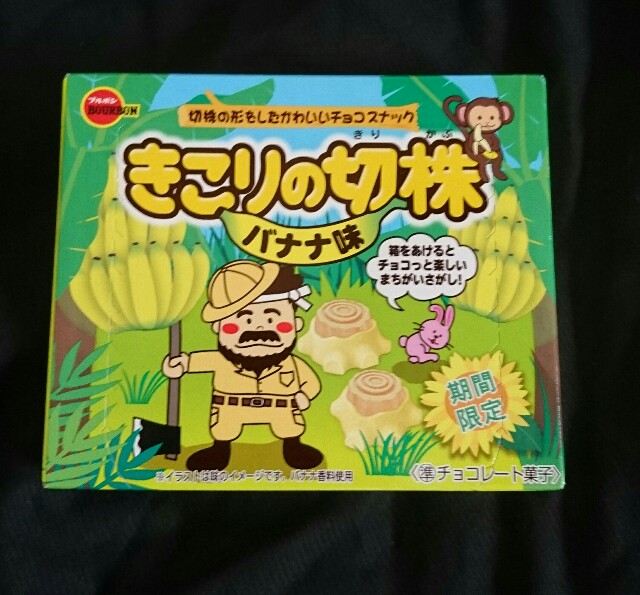 ブルボン
BOURBON
切株の形をしたかわいいチョコスナック
きり かぶ
きこりの切株
バナナ味
箱をあけると
チョコっと楽しい
まちがいさがし!
期間
限定
※イラストは味のイメージです。バナナ香料使用
〈準チョコレート菓子〉